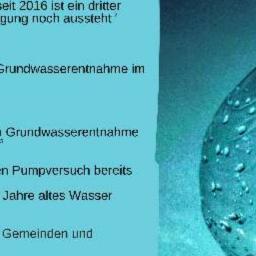 seit 2016 ist ein dritter
gung noch aussteht
Grundwasserentnahme im
Grundwasserentnahme
en Pumpversuch bereits
Jahre altes Wasser
Gemeinden und